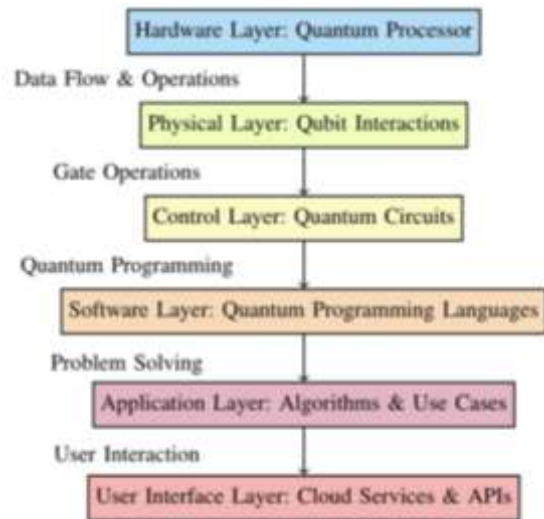 Hardware Layer: Quantum Processor
Data Flow & Operations
Physical Layer: Qubit Interactions
Gate Operations
Control Layer: Quantum Circuits
Quantum Programming
Software Layer: Quantum Programming Languages
Problem Solving
Application Layer: Algorithms & Use Cases
User Interaction
User Interface Layer: Cloud Services & APIs